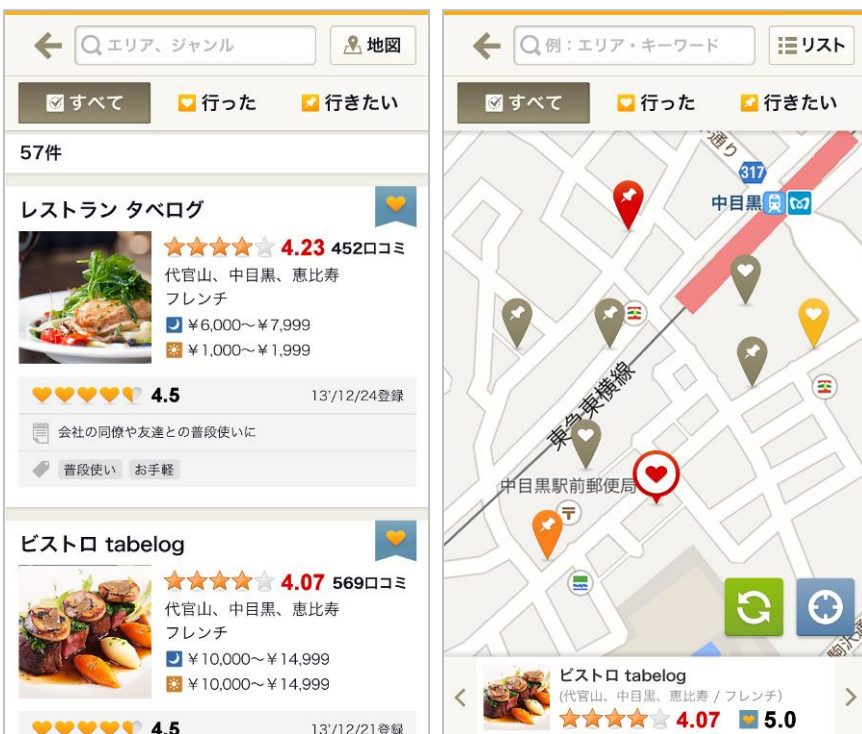 エリア、ジャンル
地図
すべて
行った
行きたい
57件
レストラン タベログ
4.23 452口コミ
代官山、中目黒、恵比寿
フレンチ
¥6,000～¥7,999
¥1,000～¥1,999
4.5 13'/12/24登録
会社の同僚や友達との普段使いに
普段使い お手軽
ビストロ tabelog
4.07 569口コミ
代官山、中目黒、恵比寿
フレンチ
¥10,000～¥14,999
¥10,000～¥14,999
4.5 13'/12/21登録
例：エリア・キーワード
リスト
すべて
行った
行きたい
通り
317
中目黒
東急東横線
中目黒駅前郵便局
駒沢通
ビストロ tabelog
(代官山、中目黒、恵比寿 / フレンチ)
4.07 5.0